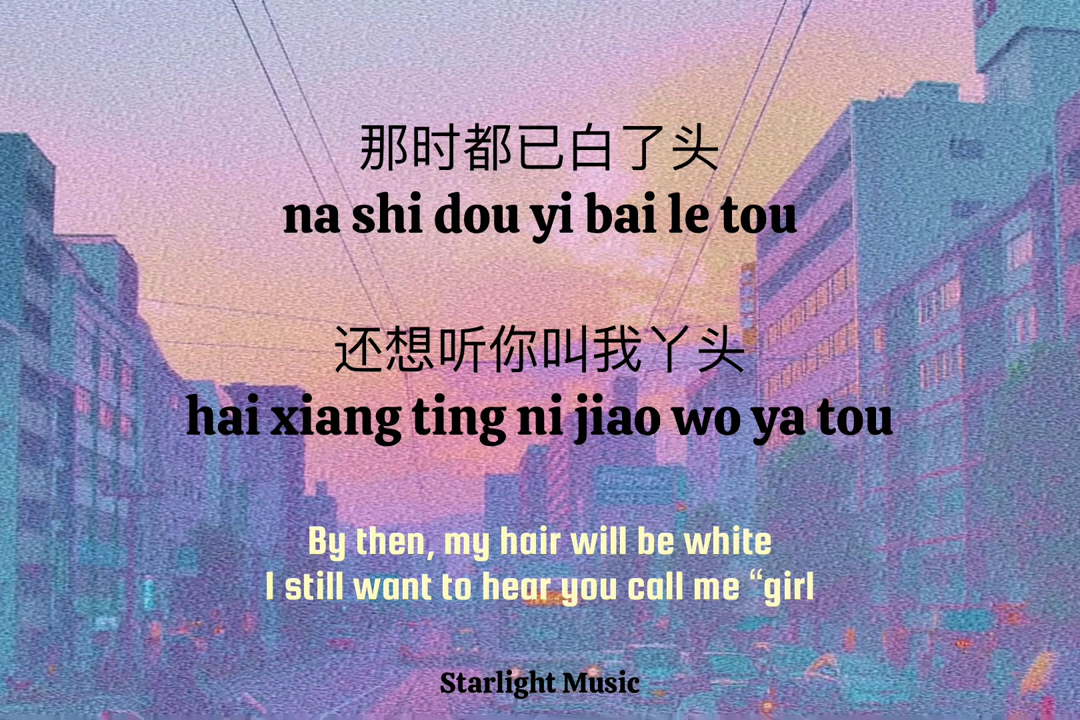 那时都已白了头
na shi dou yi bai le tou
还想听你叫我丫头
hai xiang ting ni jiao wo ya tou
By then, my hair will be white
I still want to hear you call me “girl
Starlight Music